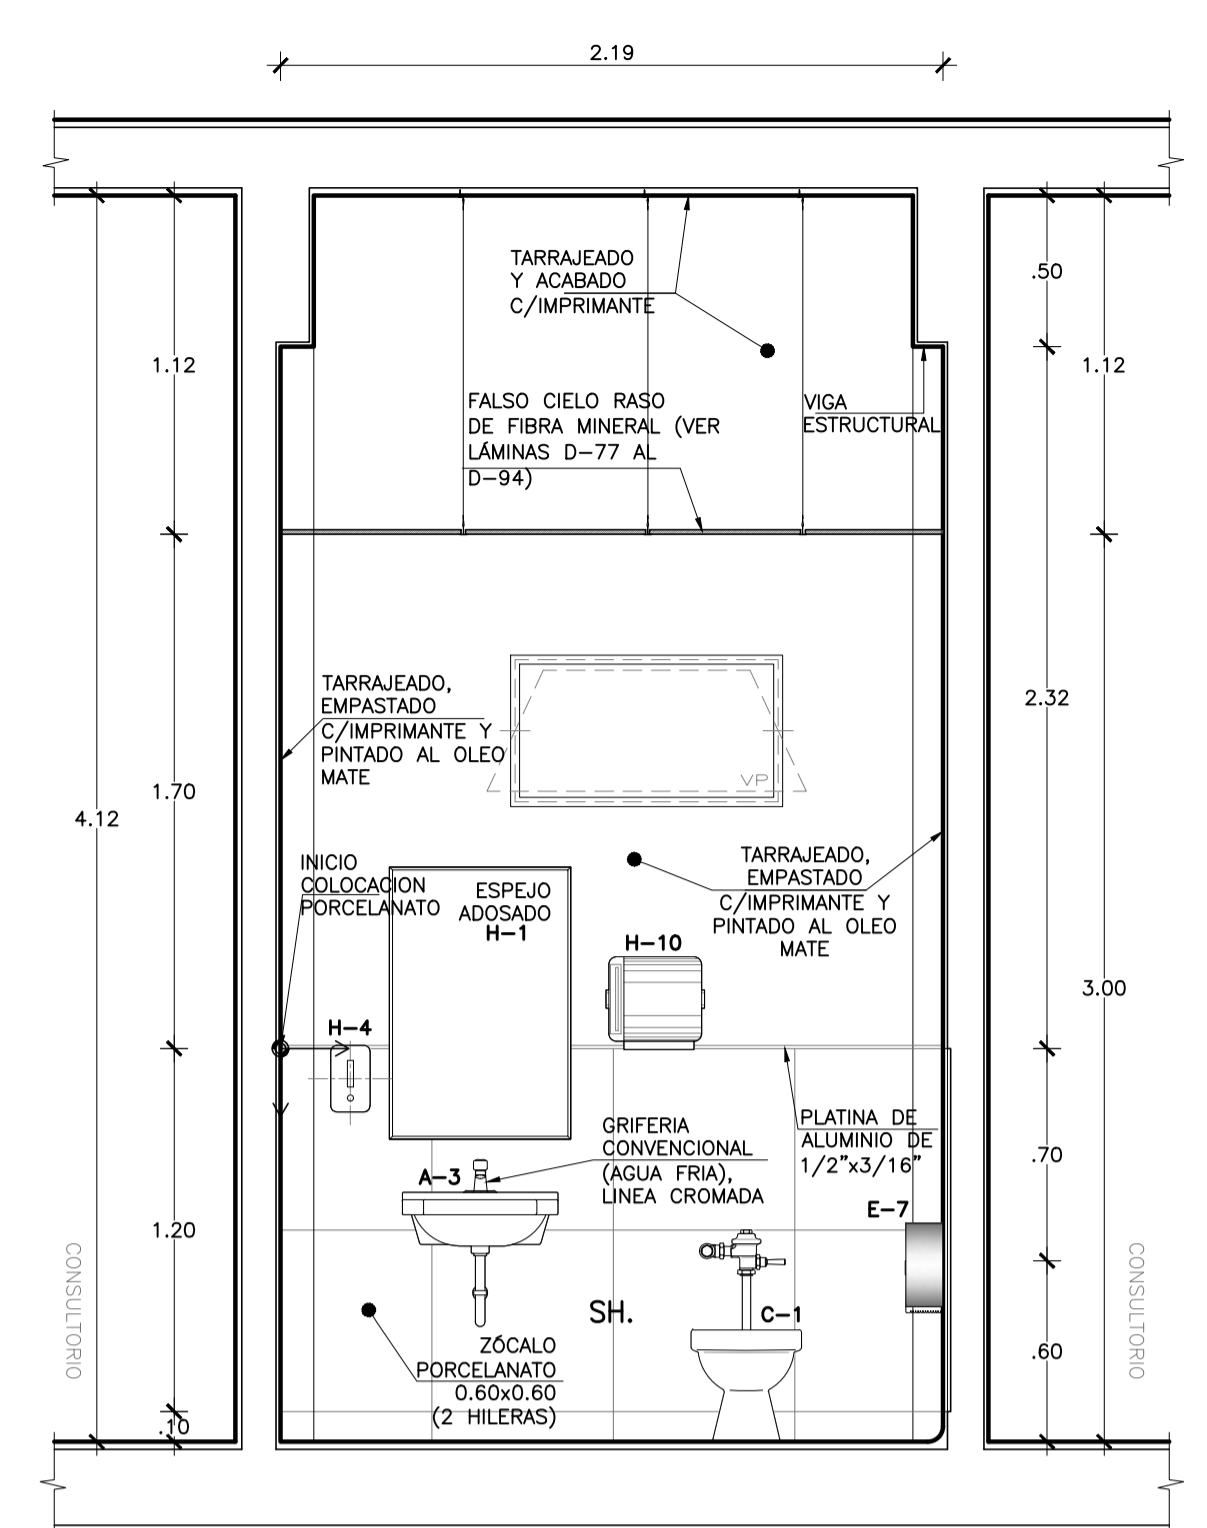 2.19
TARRAJEADO
Y ACABADO
C/IMPRIMANTE
.50
1.12
1.12
FALSO CIELO RASO
DE FIBRA MINERAL (VER
LÁMINAS D-77 AL
D-94)
VIGA
ESTRUCTURAL
TARRAJEADO,
EMPASTADO
C/IMPRIMANTE Y
PINTADO AL OLEO
MATE
2.32
VP
1.70
4.12
INICIO
COLOCACION
PORCELANATO
ESPEJO
ADOSADO
H-1
TARRAJEADO,
EMPASTADO
C/IMPRIMANTE Y
PINTADO AL OLEO
MATE
H-10
3.00
H-4
GRIFERIA
CONVENCIONAL
(AGUA FRIA),
LINEA CROMADA
PLATINA DE
ALUMINIO DE
1/2"x3/16"
.70
A-3
E-7
1.20
CONSULTORIO
CONSULTORIO
SH.
C-1
ZÓCALO
PORCELANATO
0.60x0.60
(2 HILERAS)
.60
.10